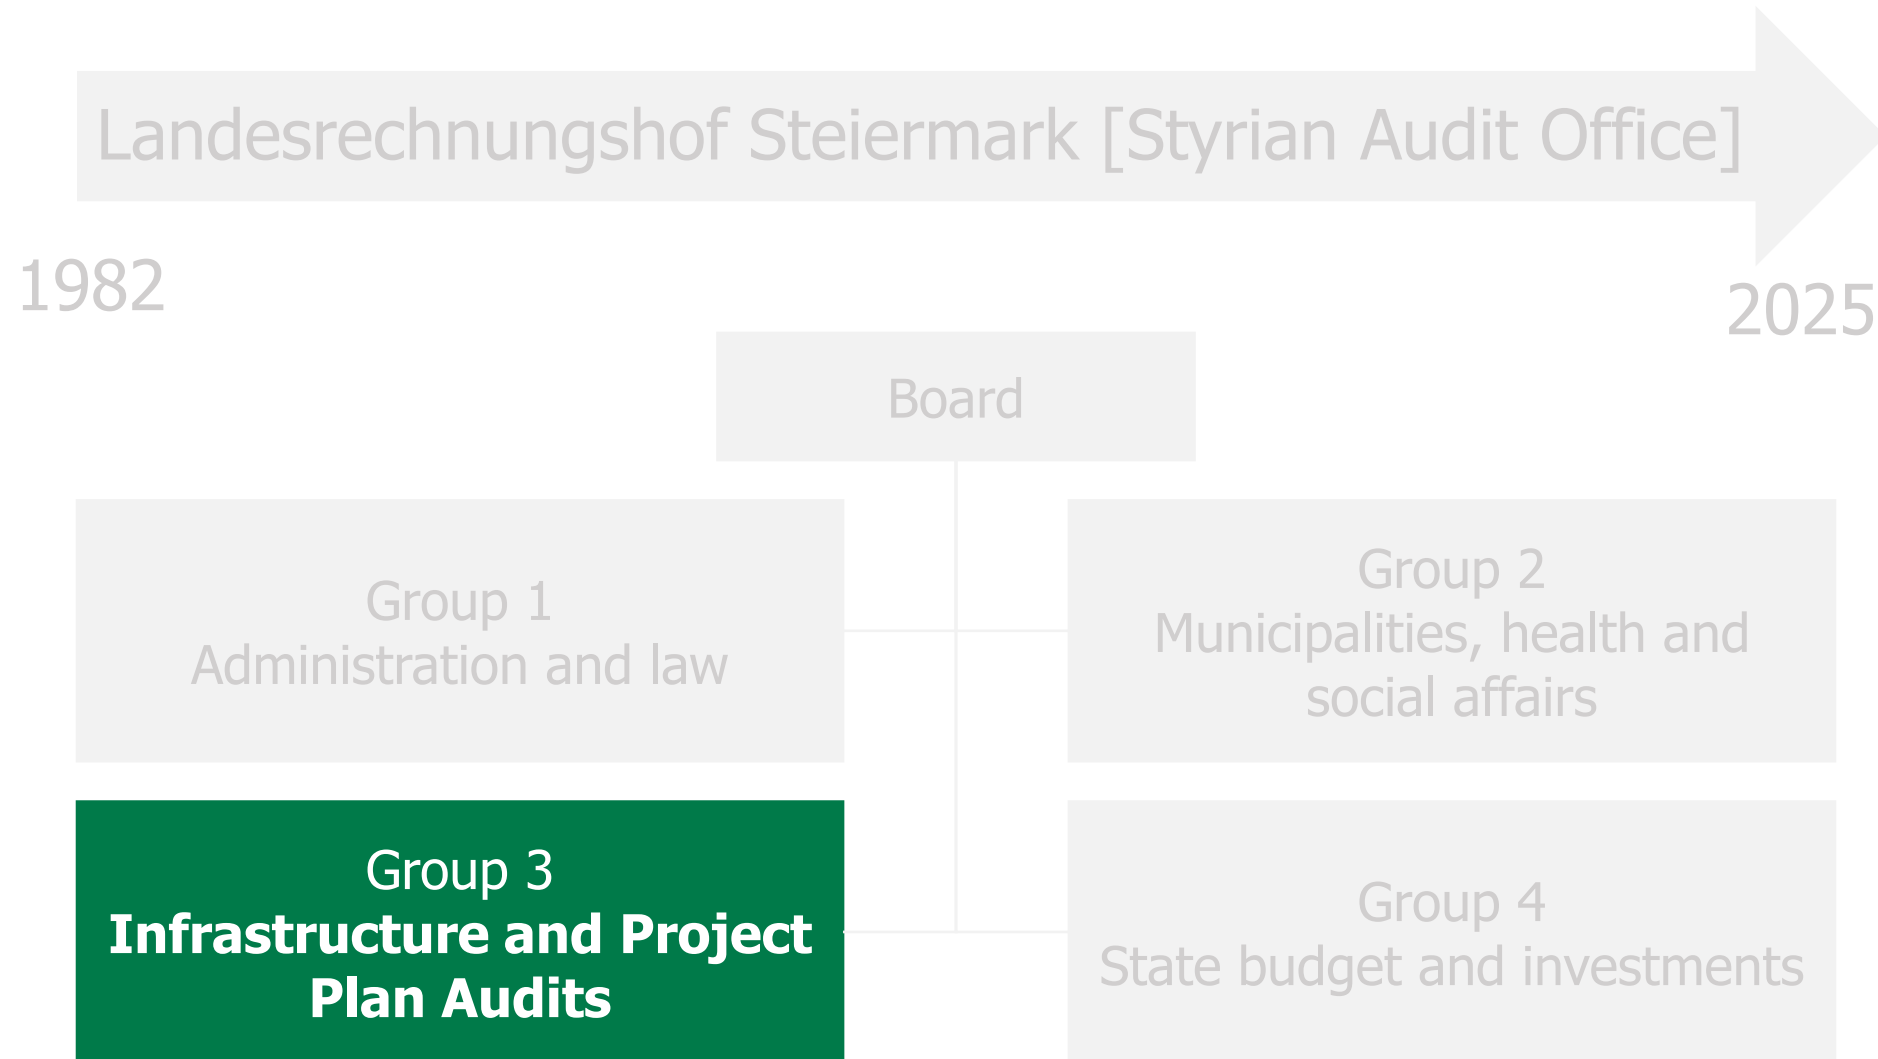 Landesrechnungshof Steiermark [Styrian Audit Office]
1982
2025
Board
Group 1
Administration and law
Group 2
Municipalities, health and
social affairs
Group 3
Infrastructure and Project
Plan Audits
Group 4
State budget and investments